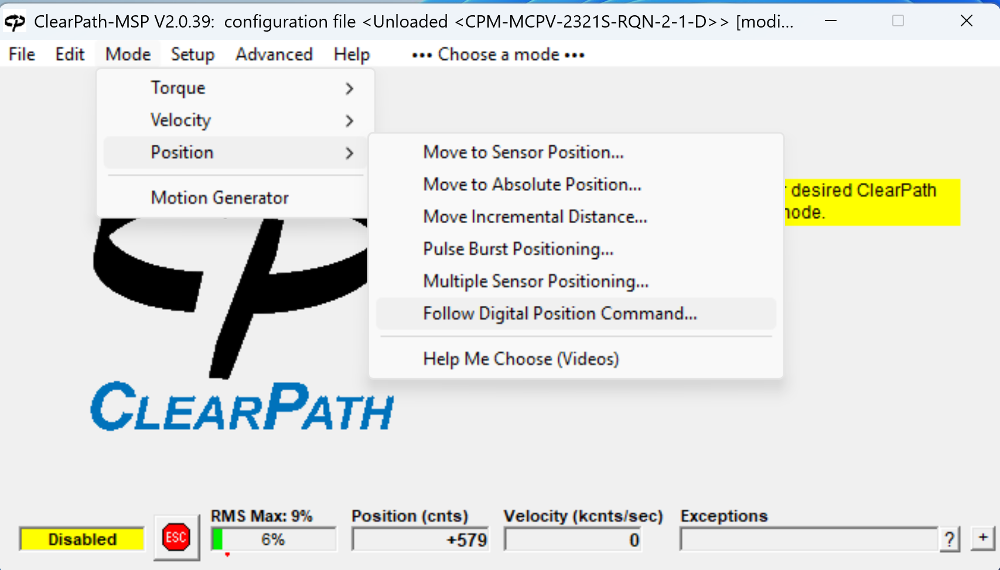 ClearPath-MSP V2.0.39:  configuration file <Unloaded <CPM-MCPV-2321S-RQN-2-1-D>> [modi...
File Edit Mode Setup Advanced Help ••• Choose a mode •••
Torque
Velocity
Position
Motion Generator
Move to Sensor Position...
Move to Absolute Position...
Move Incremental Distance...
Pulse Burst Positioning...
Multiple Sensor Positioning...
Follow Digital Position Command...
Help Me Choose (Videos)
desired ClearPath
CLEARPATH
RMS Max: 9% Position (cnts) Velocity (kcnts/sec) Exceptions
Disabled ESC 6% +579 0 ? +